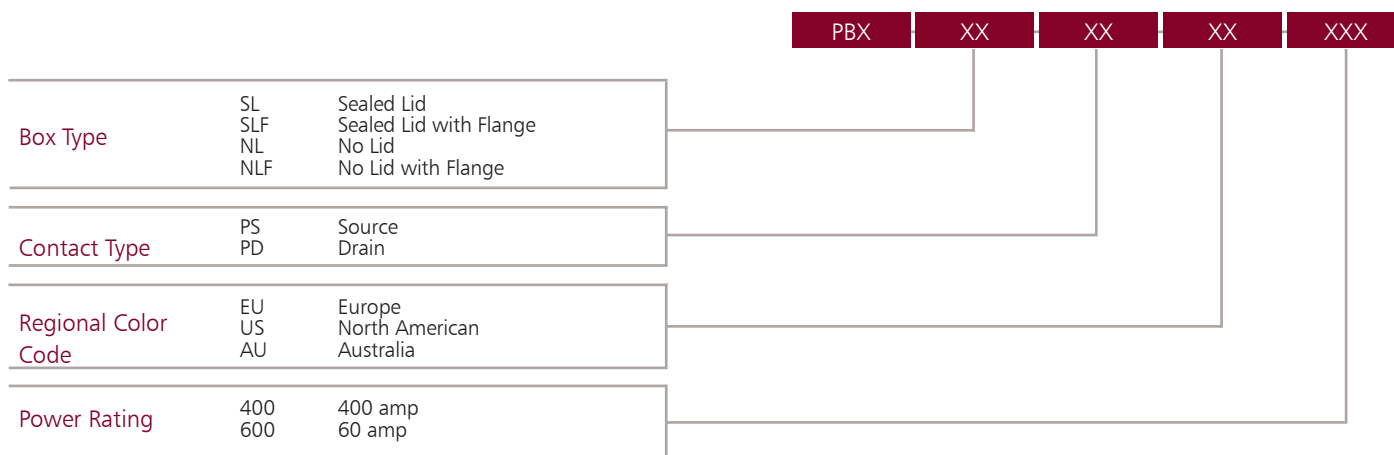 PBX XX XX XX XXX
Box Type
SL Sealed Lid
SLF Sealed Lid with Flange
NL No Lid
NLF No Lid with Flange
Contact Type
PS Source
PD Drain
Regional Color
Code
EU Europe
US North American
AU Australia
Power Rating
400 400 amp
600 60 amp